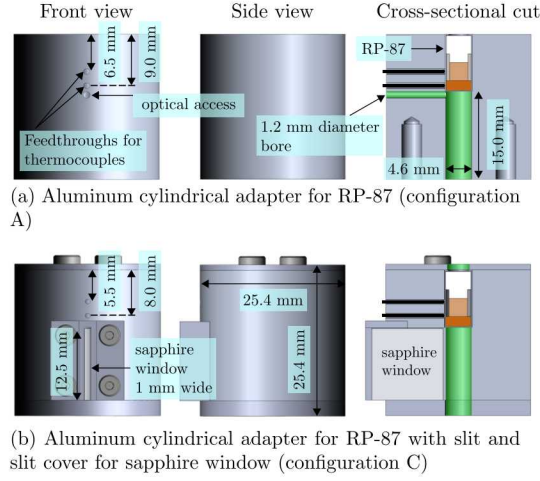 Front view
Side view
Cross-sectional cut
6.5 mm
9.0 mm
optical access
Feedthroughs for
thermocouples
RP-87
1.2 mm diameter
bore
4.6 mm
15.0 mm
(a) Aluminum cylindrical adapter for RP-87 (configuration
A)
5.5 mm
8.0 mm
12.5 mm
sapphire
window
1 mm wide
25.4 mm
25.4 mm
sapphire
window
(b) Aluminum cylindrical adapter for RP-87 with slit and
slit cover for sapphire window (configuration C)